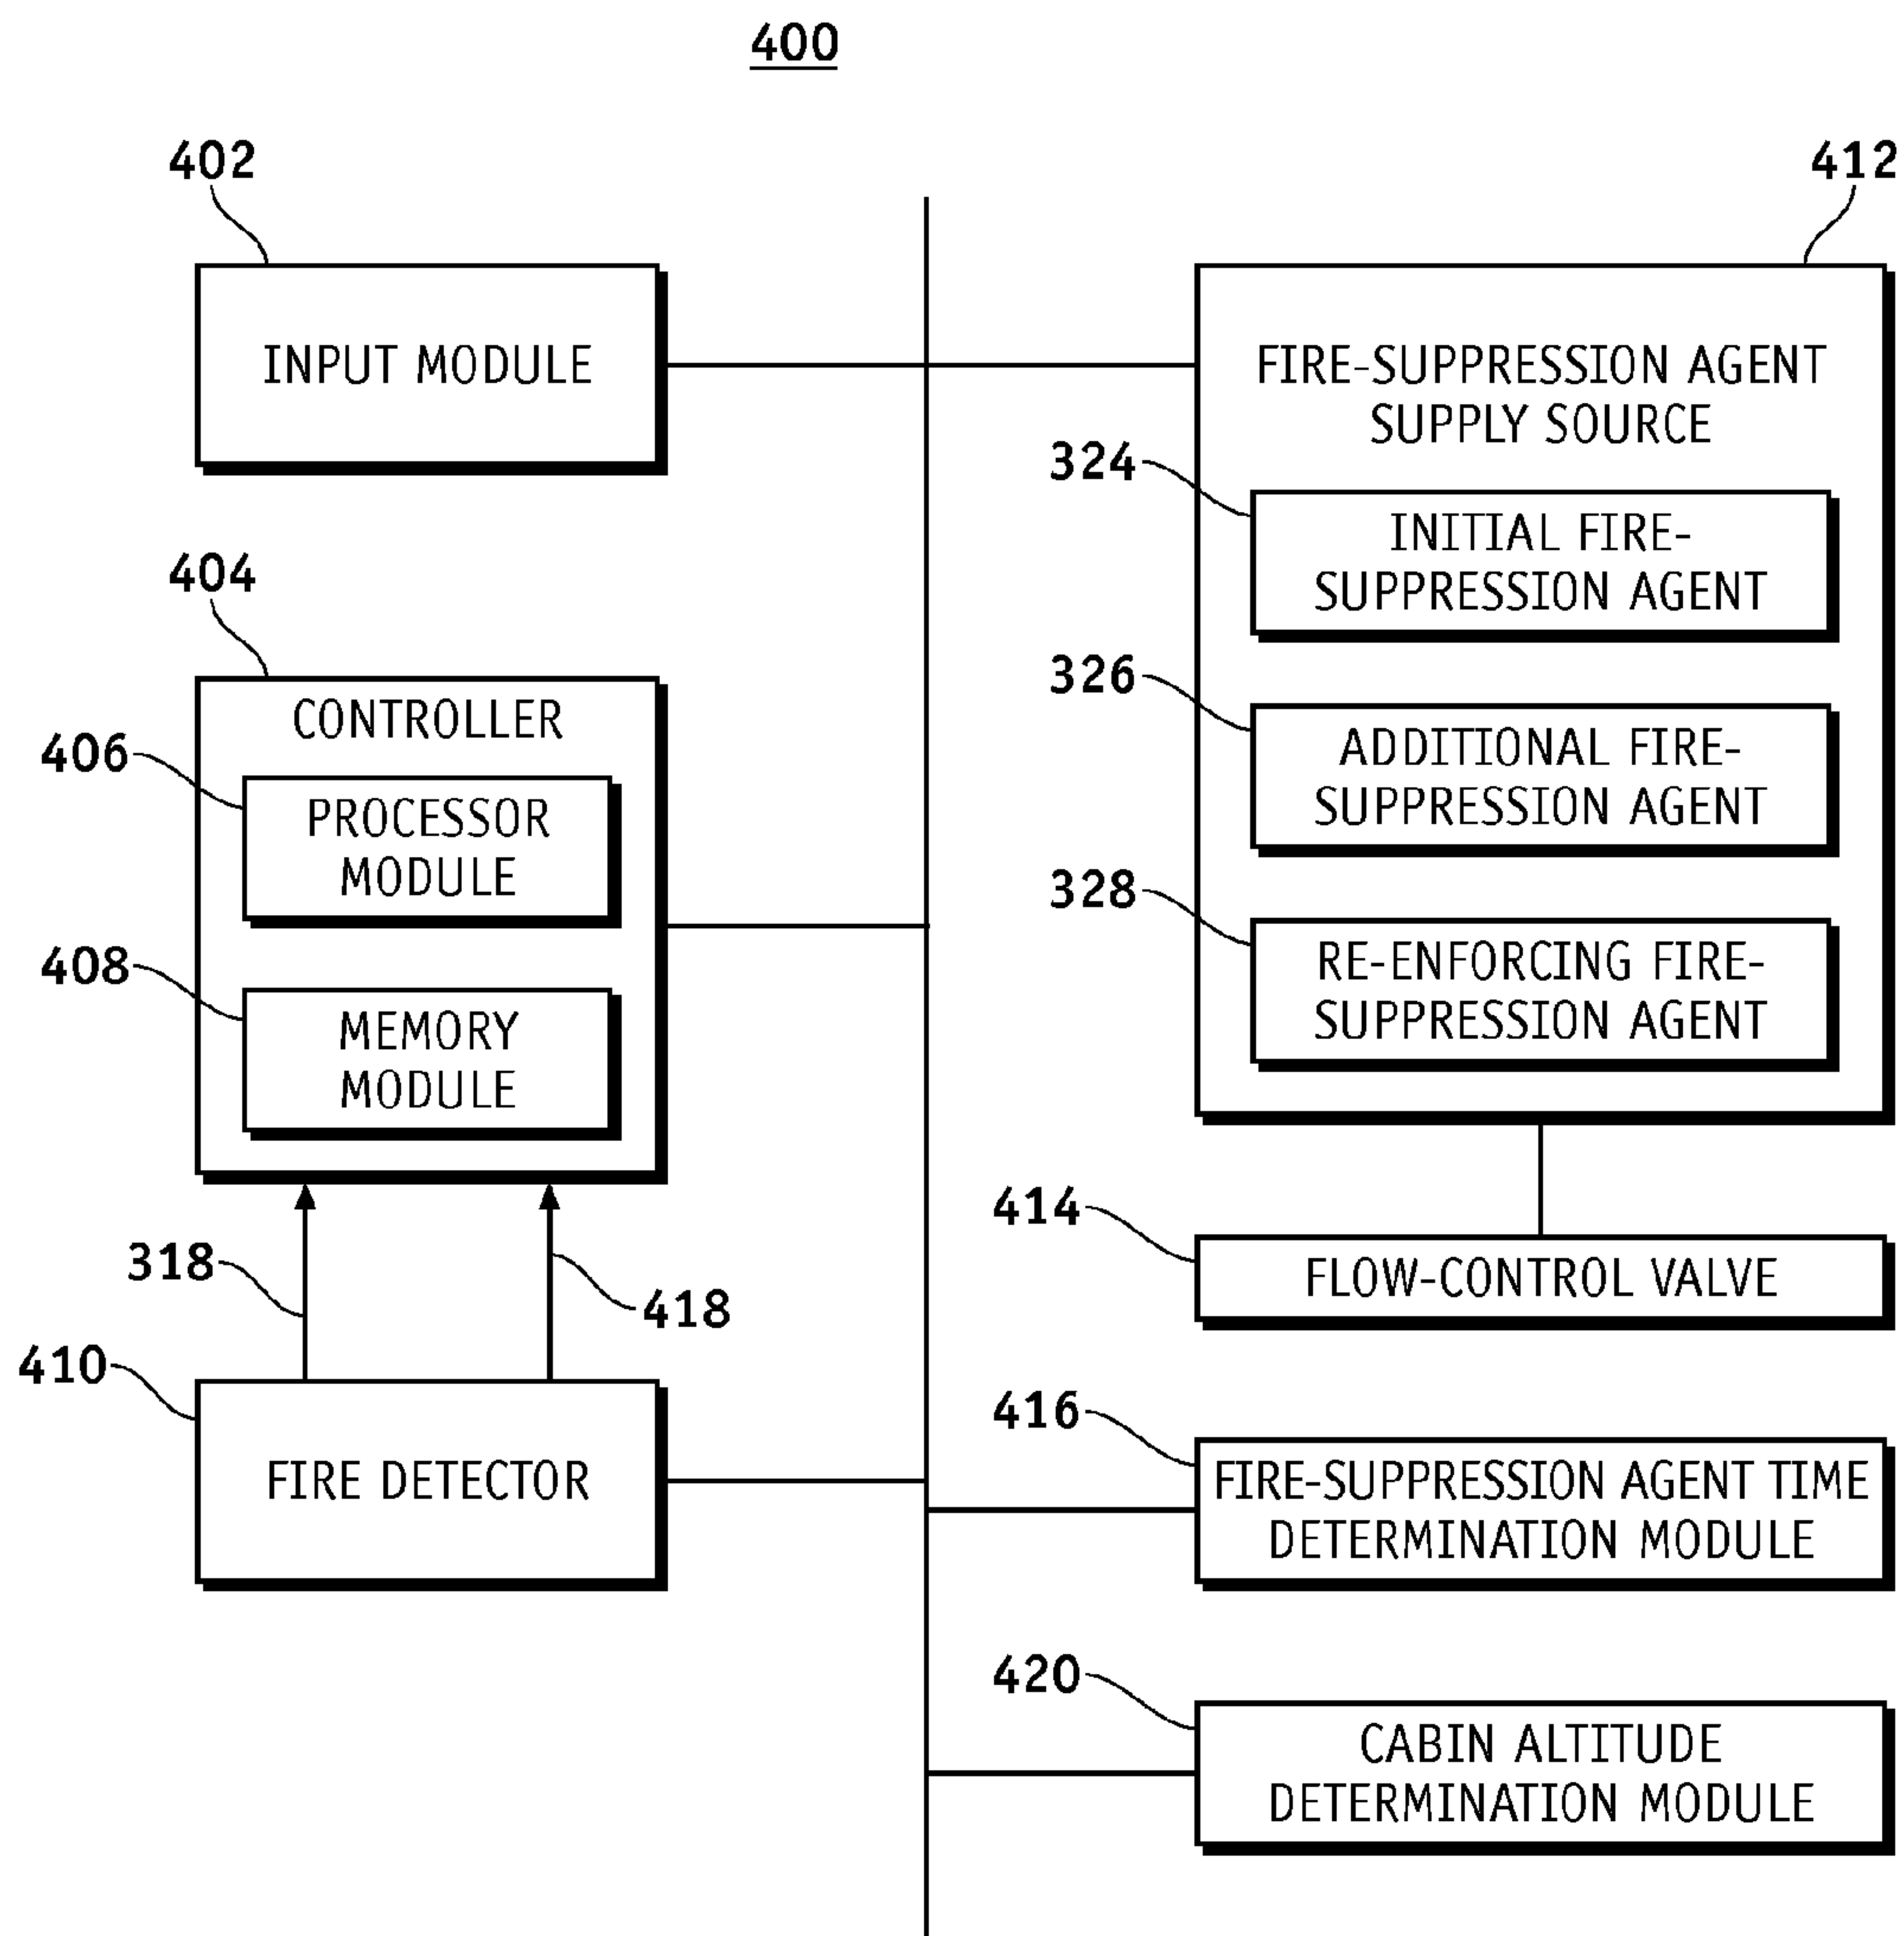 400
402
INPUT MODULE
404
CONTROLLER
406
PROCESSOR
MODULE
408
MEMORY
MODULE
318
418
410
FIRE DETECTOR
412
FIRE-SUPPRESSION AGENT
SUPPLY SOURCE
324
INITIAL FIRE-
SUPPRESSION AGENT
326
ADDITIONAL FIRE-
SUPPRESSION AGENT
328
RE-ENFORCING FIRE-
SUPPRESSION AGENT
414
FLOW-CONTROL VALVE
416
FIRE-SUPPRESSION AGENT TIME
DETERMINATION MODULE
420
CABIN ALTITUDE
DETERMINATION MODULE